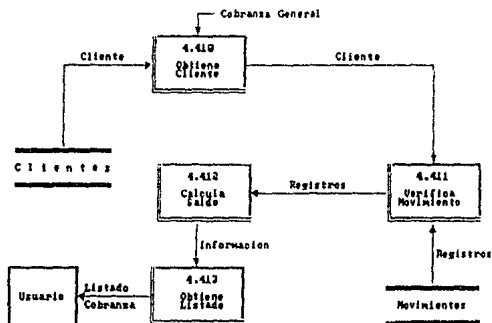 Cobranza General
4.410
Obtiene
Cliente
Cliente
Cliente
Clientes
4.412
Calcula
Saldo
Registros
4.411
Verifica
Movimiento
Informacion
Registros
4.413
Obtiene
Listado
Listado
Cobranza
Usuario
Movimientos